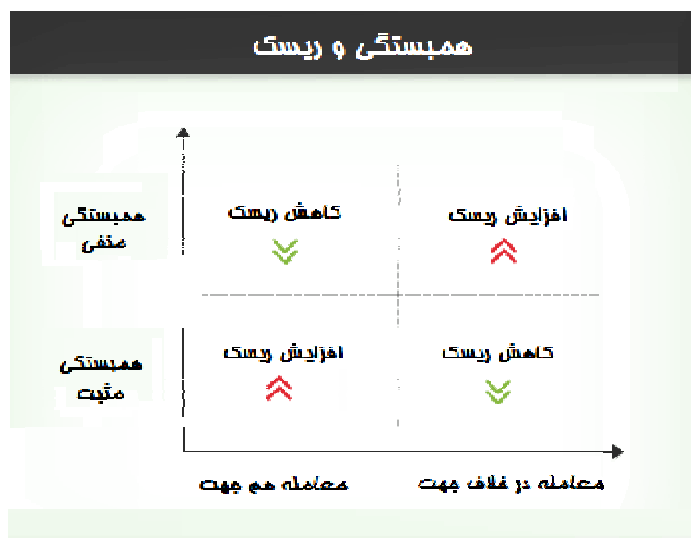 همبستگی و ریسک
همبستگی
منفی
افزایش ریسک
کاهش ریسک
همبستگی
مثبت
کاهش ریسک
افزایش ریسک
معامله در خلاف جهت
معامله هم جهت